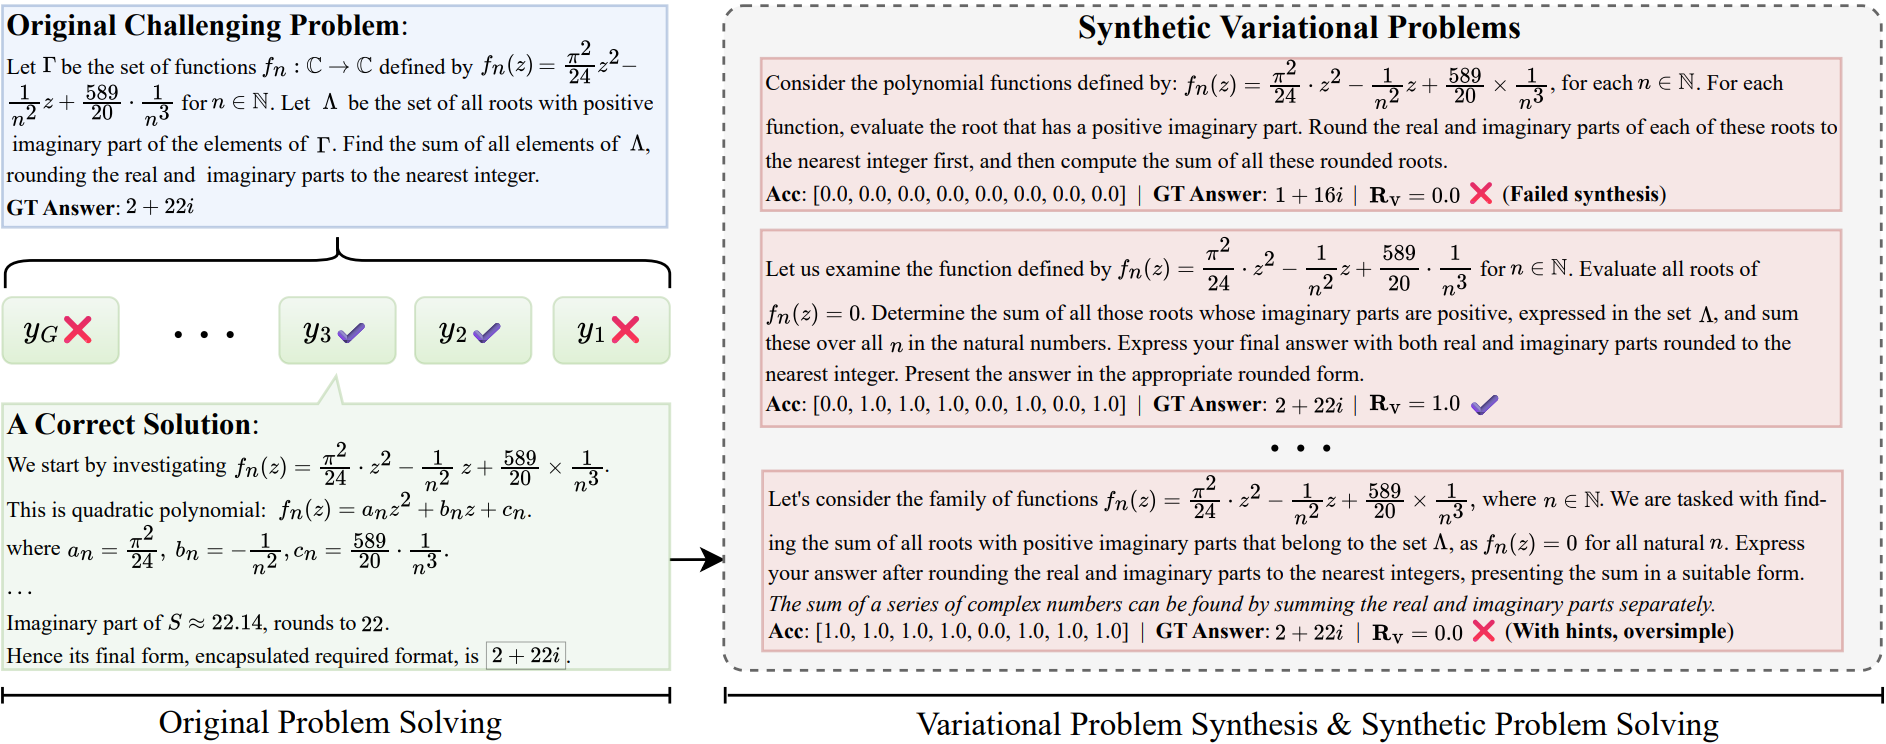 Original Challenging Problem:
Let Γ be the set of functions $f_n : \mathbb{C} \to \mathbb{C}$ defined by $f_n(z) = \frac{\pi^2}{24} z^2 -$
$\frac{1}{n^2} z + \frac{589}{20} \cdot \frac{1}{n^3}$ for $n \in \mathbb{N}$. Let Λ be the set of all roots with positive
imaginary part of the elements of Γ. Find the sum of all elements of Λ,
rounding the real and imaginary parts to the nearest integer.
GT Answer: $2 + 22i$
$y_G$ ❌ • • • $y_3$ ✔ $y_2$ ✔ $y_1$ ❌
A Correct Solution:
We start by investigating $f_n(z) = \frac{\pi^2}{24} \cdot z^2 - \frac{1}{n^2} z + \frac{589}{20} \times \frac{1}{n^3}$.
This is quadratic polynomial: $f_n(z) = a_n z^2 + b_n z + c_n$.
where $a_n = \frac{\pi^2}{24}, b_n = -\frac{1}{n^2}, c_n = \frac{589}{20} \cdot \frac{1}{n^3}$.
...
Imaginary part of $S \approx 22.14$, rounds to 22.
Hence its final form, encapsulated required format, is $2 + 22i$.
Original Problem Solving
Synthetic Variational Problems
Consider the polynomial functions defined by: $f_n(z) = \frac{\pi^2}{24} \cdot z^2 - \frac{1}{n^2} z + \frac{589}{20} \times \frac{1}{n^3}$, for each $n \in \mathbb{N}$. For each
function, evaluate the root that has a positive imaginary part. Round the real and imaginary parts of each of these roots to
the nearest integer first, and then compute the sum of all these rounded roots.
Acc: [0.0, 0.0, 0.0, 0.0, 0.0, 0.0, 0.0, 0.0] | GT Answer: $1 + 16i$ | $\mathbf{R_v} = 0.0$ ❌ (Failed synthesis)
Let us examine the function defined by $f_n(z) = \frac{\pi^2}{24} \cdot z^2 - \frac{1}{n^2} z + \frac{589}{20} \cdot \frac{1}{n^3}$ for $n \in \mathbb{N}$. Evaluate all roots of
$f_n(z) = 0$. Determine the sum of all those roots whose imaginary parts are positive, expressed in the set Λ, and sum
these over all $n$ in the natural numbers. Express your final answer with both real and imaginary parts rounded to the
nearest integer. Present the answer in the appropriate rounded form.
Acc: [0.0, 1.0, 1.0, 1.0, 0.0, 1.0, 0.0, 1.0] | GT Answer: $2 + 22i$ | $\mathbf{R_v} = 1.0$ ✔
• • •
Let's consider the family of functions $f_n(z) = \frac{\pi^2}{24} \cdot z^2 - \frac{1}{n^2} z + \frac{589}{20} \times \frac{1}{n^3}$, where $n \in \mathbb{N}$. We are tasked with find-
ing the sum of all roots with positive imaginary parts that belong to the set Λ, as $f_n(z) = 0$ for all natural $n$. Express
your answer after rounding the real and imaginary parts to the nearest integers, presenting the sum in a suitable form.
The sum of a series of complex numbers can be found by summing the real and imaginary parts separately.
Acc: [1.0, 1.0, 1.0, 1.0, 0.0, 1.0, 1.0, 1.0] | GT Answer: $2 + 22i$ | $\mathbf{R_v} = 0.0$ ❌ (With hints, oversimple)
Variational Problem Synthesis & Synthetic Problem Solving